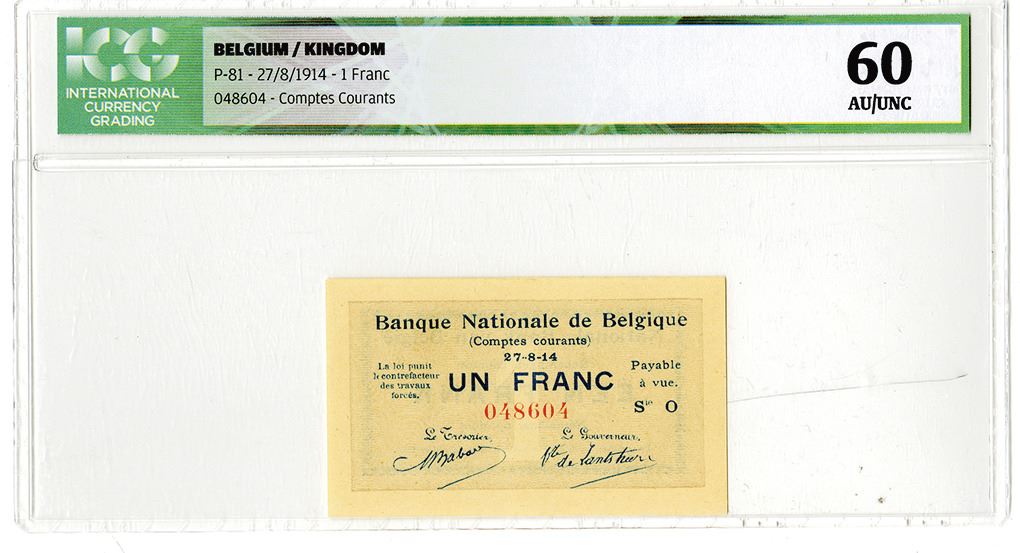 ICG
INTERNATIONAL
CURRENCY
GRADING
BELGIUM / KINGDOM
P-81 - 27/8/1914 - 1 Franc
048604 - Comptes Courants
60
AU/UNC
Banque Nationale de Belgique
(Comptes courants)
27-8-14
La loi punit
le contrefacteur
des travaux
forcés.
UN FRANC
Payable
à vue.
048604
Sie O
Le Trésorier,
Le Gouverneur,